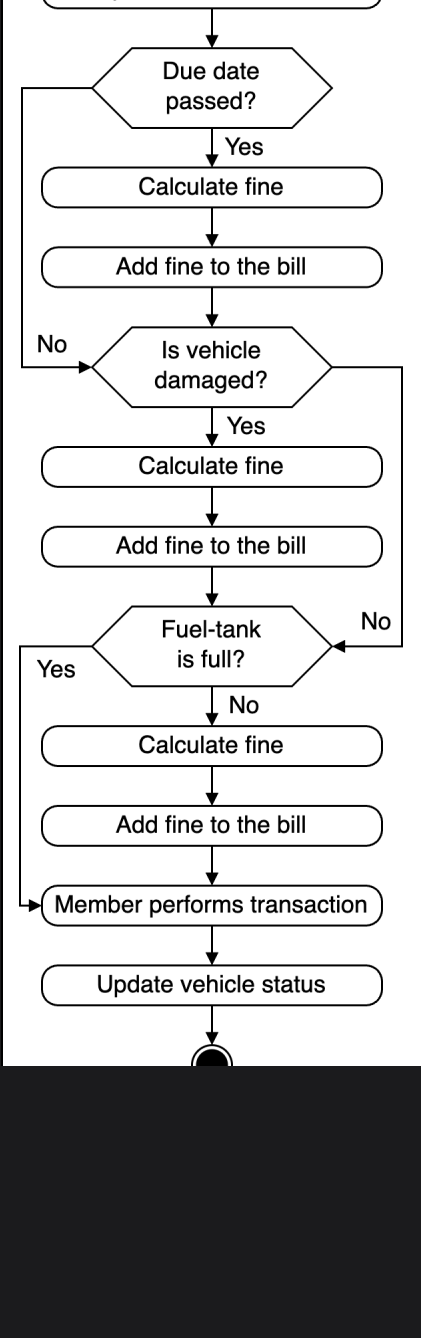 Due date
passed?
Yes
Calculate fine
Add fine to the bill
No
Is vehicle
damaged?
Yes
Calculate fine
Add fine to the bill
No
Fuel-tank
is full?
Yes
No
Calculate fine
Add fine to the bill
Member performs transaction
Update vehicle status